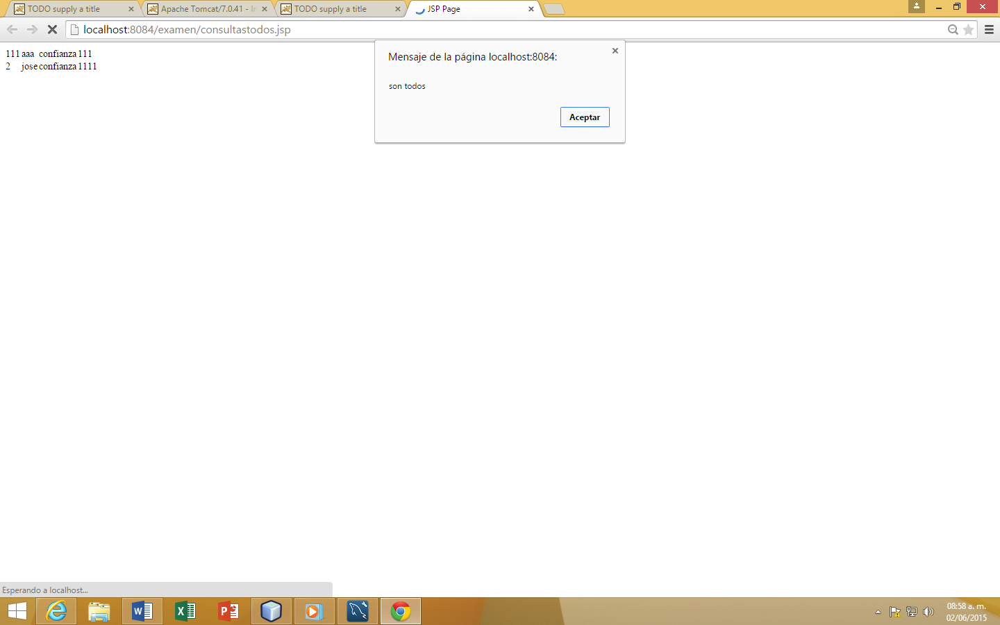 TODO supply a title
Apache Tomcat/7.0.41 - I
TODO supply a title
JSP Page
localhost:8084/examen/consultastodos.jsp
111 aaa confianza 111
2 jose confianza 1111
Mensaje de la página localhost:8084:
son todos
Aceptar
Esperando a localhost...
08:58 a. m.
02/06/2015